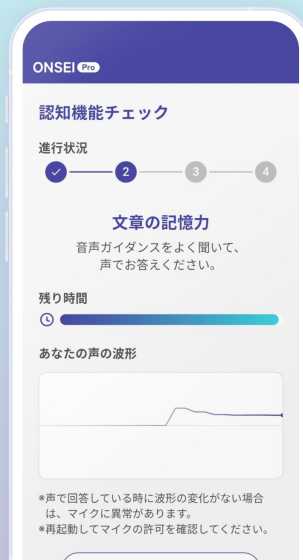 ONSEI Pro
認知機能チェック
進行状況
2 3 4
文章の記憶力
音声ガイダンスをよく聞いて、
声でお答えください。
残り時間
あなたの声の波形
*声で回答している時に波形の変化がない場合
は、マイクに異常があります。
*再起動してマイクの許可を確認してください。